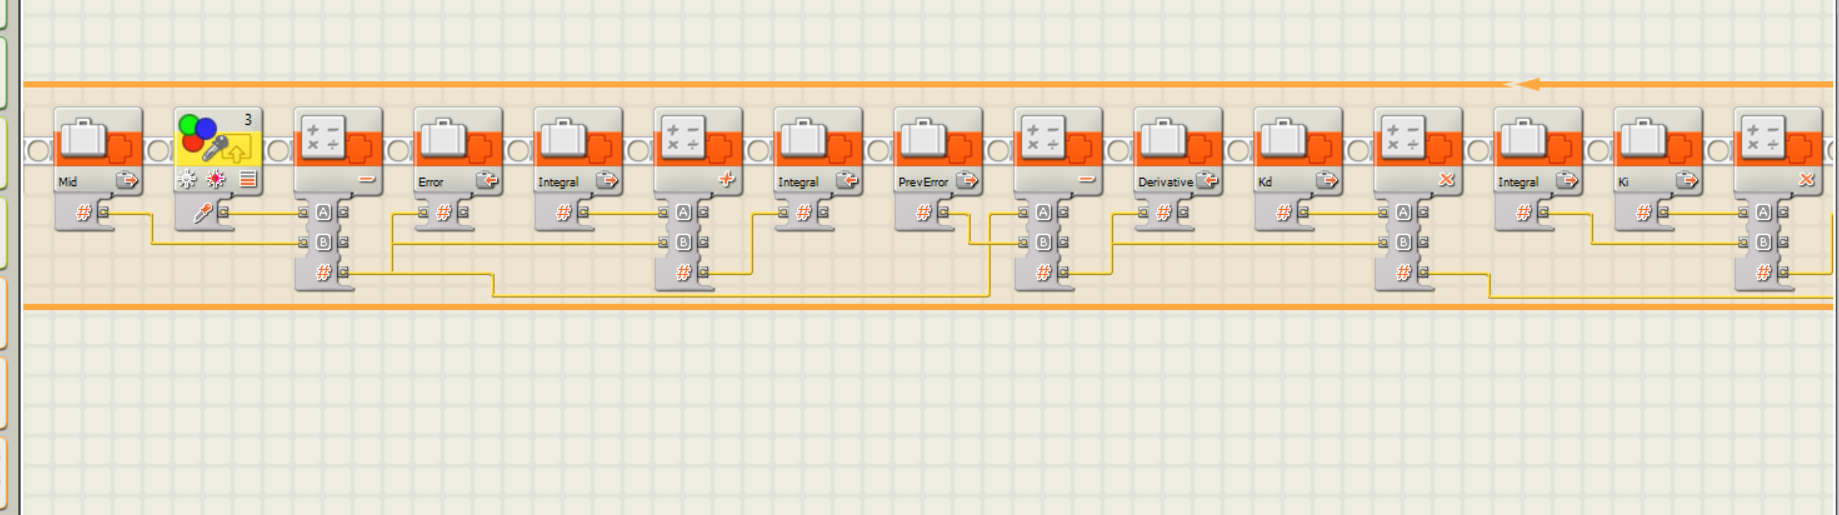 3
Mid
Error
Integral
Integral
PrevError
Derivative
Kd
Integral
Ki
# A B # # # A B # # # A B # # # A B # # # A B #